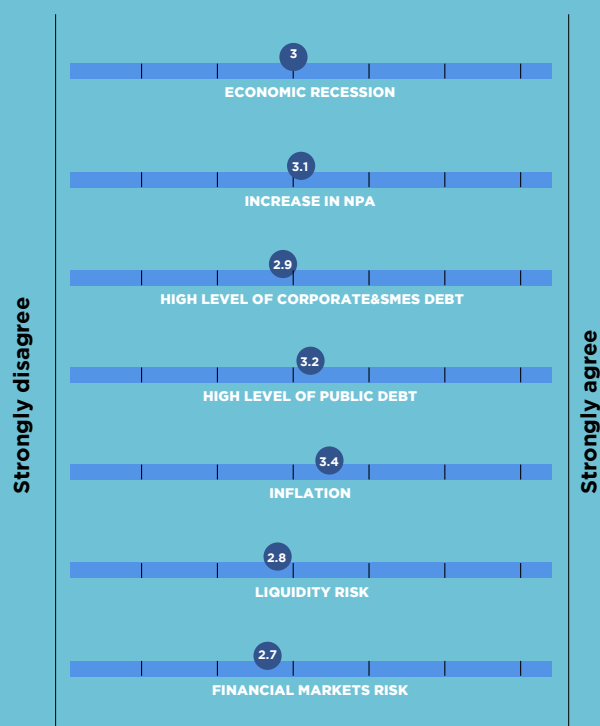 Strongly disagree
3
ECONOMIC RECESSION
3.1
INCREASE IN NPA
2.9
HIGH LEVEL OF CORPORATE&SMES DEBT
3.2
HIGH LEVEL OF PUBLIC DEBT
3.4
INFLATION
2.8
LIQUIDITY RISK
2.7
FINANCIAL MARKETS RISK
Strongly agree